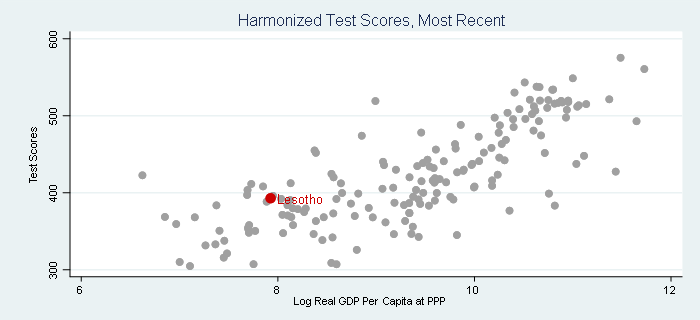 Harmonized Test Scores, Most Recent
600
500
400
300
Test Scores
Lesotho
6
8
10
12
Log Real GDP Per Capita at PPP